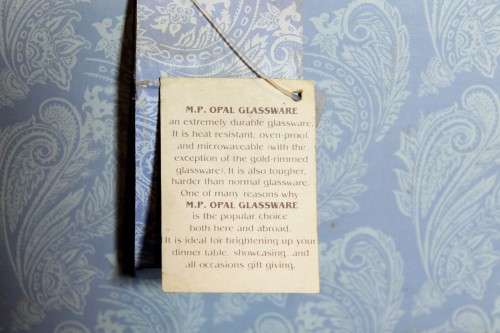 M.P. OPAL GLASSWARE
an extremely durable glassware.
It is heat resistant, oven-proof
and microwaveable (with the
exception of the gold-rimmed
glassware). It is also tougher,
harder than normal glassware.
One of many reasons why
M.P. OPAL GLASSWARE
is the popular choice
both here and abroad.
It is ideal for brightening up your
dinner table, showcasing, and
all occasions gift giving.